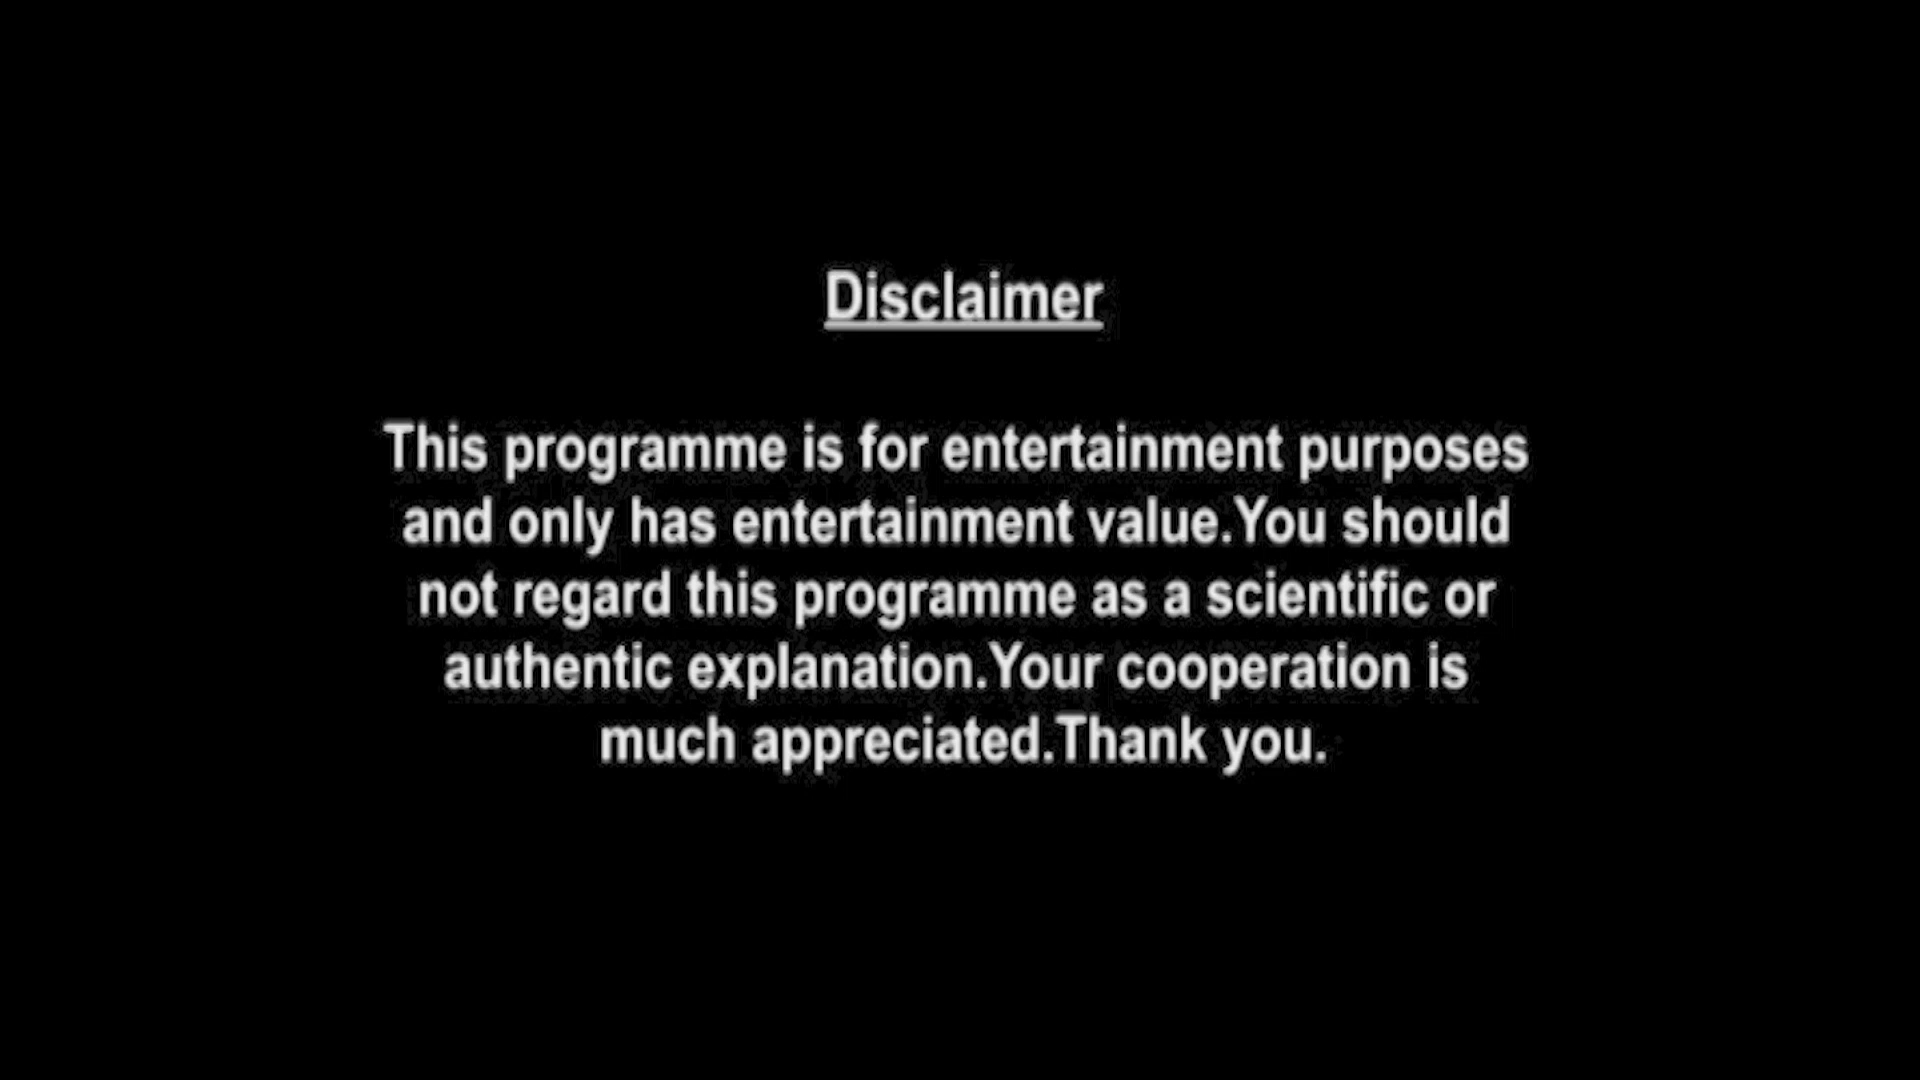 Disclaimer
This programme is for entertainment purposes
and only has entertainment value.You should
not regard this programme as a scientific or
authentic explanation.Your cooperation is
much appreciated.Thank you.